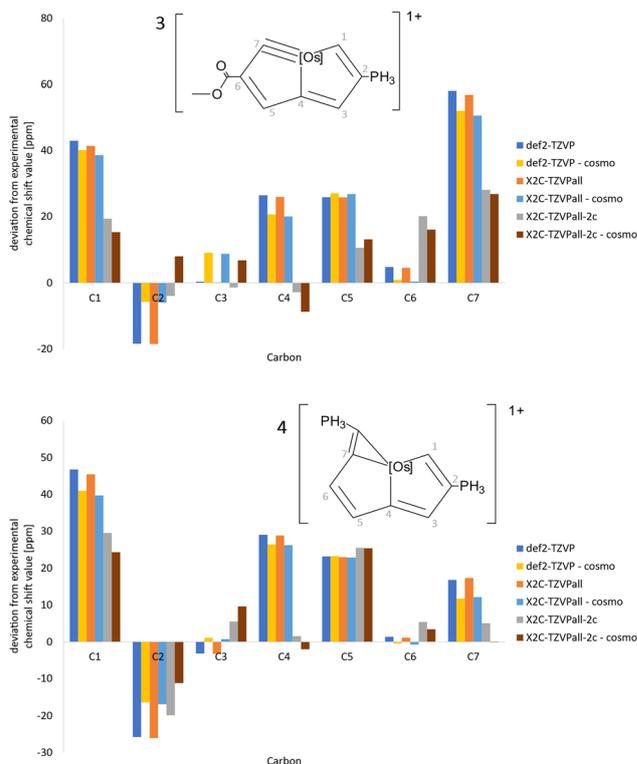 3
1+
7
[Os]
1
2
PH3
O
6
O
4
5
3
80
60
40
20
0
-20
deviation from experimental
chemical shift value [ppm]
C1
C2
C3
C4
C5
C6
C7
Carbon
def2-TZVP
def2-TZVP - cosmo
X2C-TZVPall
X2C-TZVPall - cosmo
X2C-TZVPall-2c
X2C-TZVPall-2c - cosmo
4
1+
PH3
7
[Os]
1
2
PH3
6
5
4
3
60
50
40
30
20
10
0
-10
-20
-30
deviation from experimental
chemical shift value [ppm]
C1
C2
C3
C4
C5
C6
C7
Carbon
def2-TZVP
def2-TZVP - cosmo
X2C-TZVPall
X2C-TZVPall - cosmo
X2C-TZVPall-2c
X2C-TZVPall-2c - cosmo